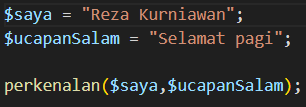 $saya = "Reza Kurniawan";
$ucapanSalam = "Selamat pagi";
perkenalan($saya,$ucapanSalam);